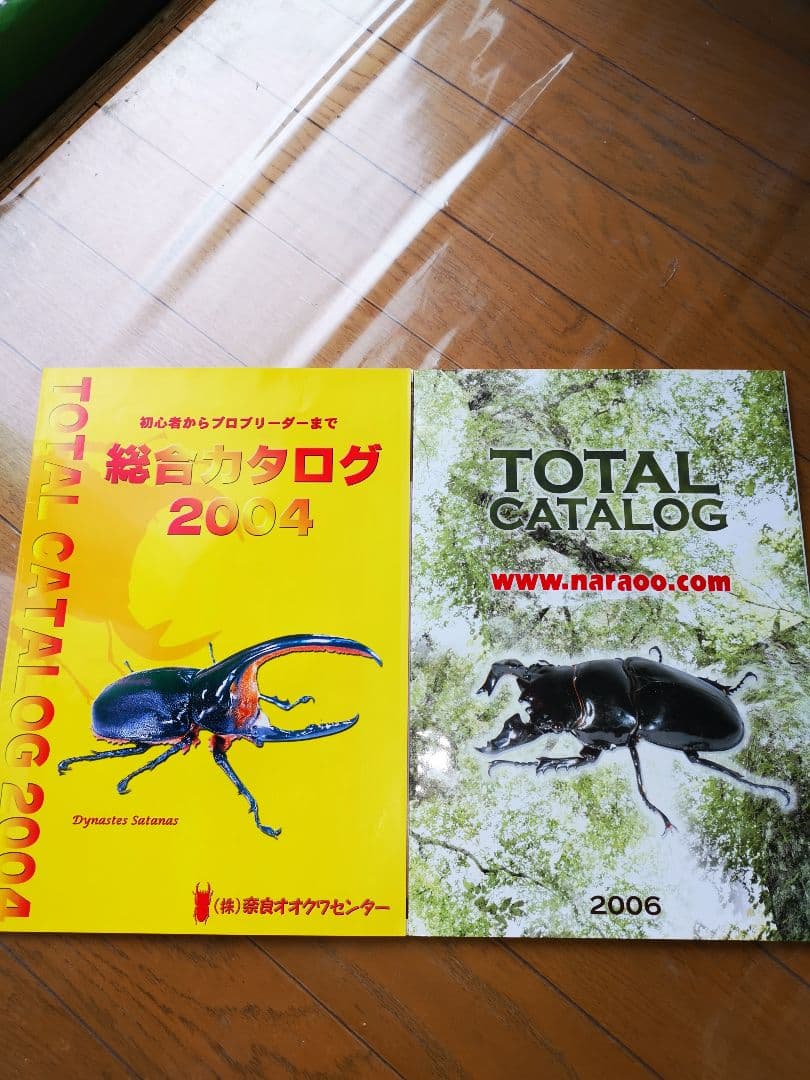 TOTAL CATALOG 2004
初心者からプロブリーダーまで
総合カタログ
2004
Dynastes Satanas
(株)奈良オオクワセンター
TOTAL
CATALOG
www.naraoo.com
2006